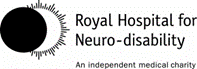 Royal Hospital for
Neuro-disability
An independent medical charity